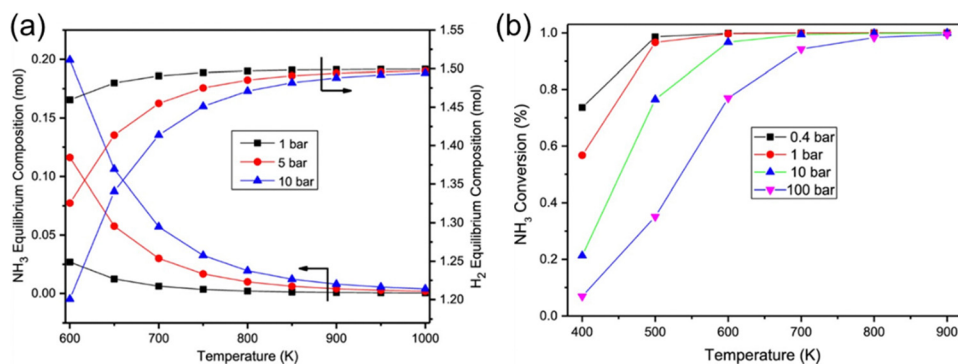 (a)
NH₃ Equilibrium Composition (mol)
0.20
0.15
0.10
0.05
0.00
1 bar
5 bar
10 bar
1.55
1.50
1.45
1.40
1.35
1.30
1.25
1.20
H₂ Equilibrium Composition (mol)
600 700 800 900 1000
Temperature (K)
(b)
NH₃ Conversion (%)
1.0
0.8
0.6
0.4
0.2
0.0
0.4 bar
1 bar
10 bar
100 bar
400 500 600 700 800 900
Temperature (K)